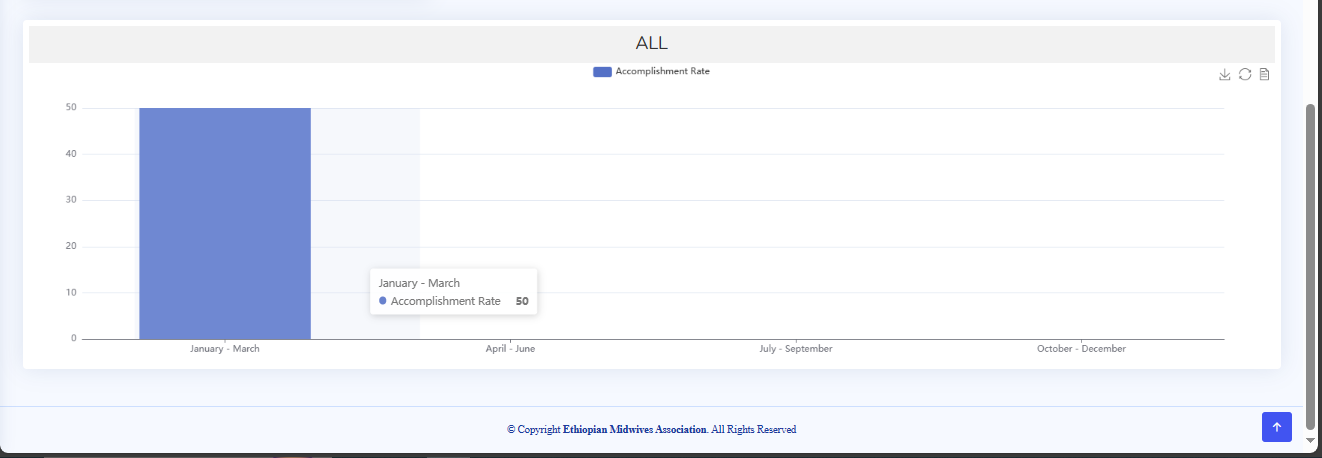 ALL
Accomplishment Rate
50
40
30
20
10
0
January - March
Accomplishment Rate 50
January - March
April - June
July - September
October - December
© Copyright Ethiopian Midwives Association. All Rights Reserved